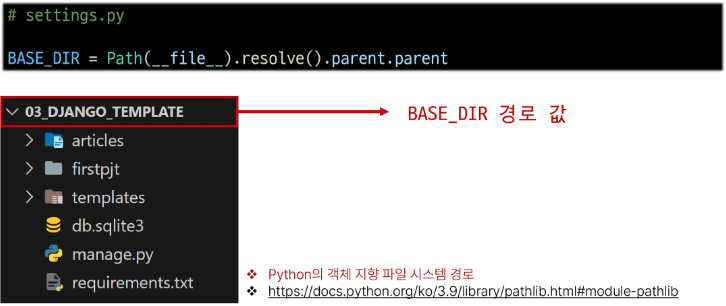 # settings.py
BASE_DIR = Path(__file__).resolve().parent.parent
03_DJANGO_TEMPLATE
BASE_DIR 경로 값
articles
firstpjt
templates
db.sqlite3
manage.py
requirements.txt
❖ Python의 객체 지향 파일 시스템 경로
❖ https://docs.python.org/ko/3.9/library/pathlib.html#module-pathlib